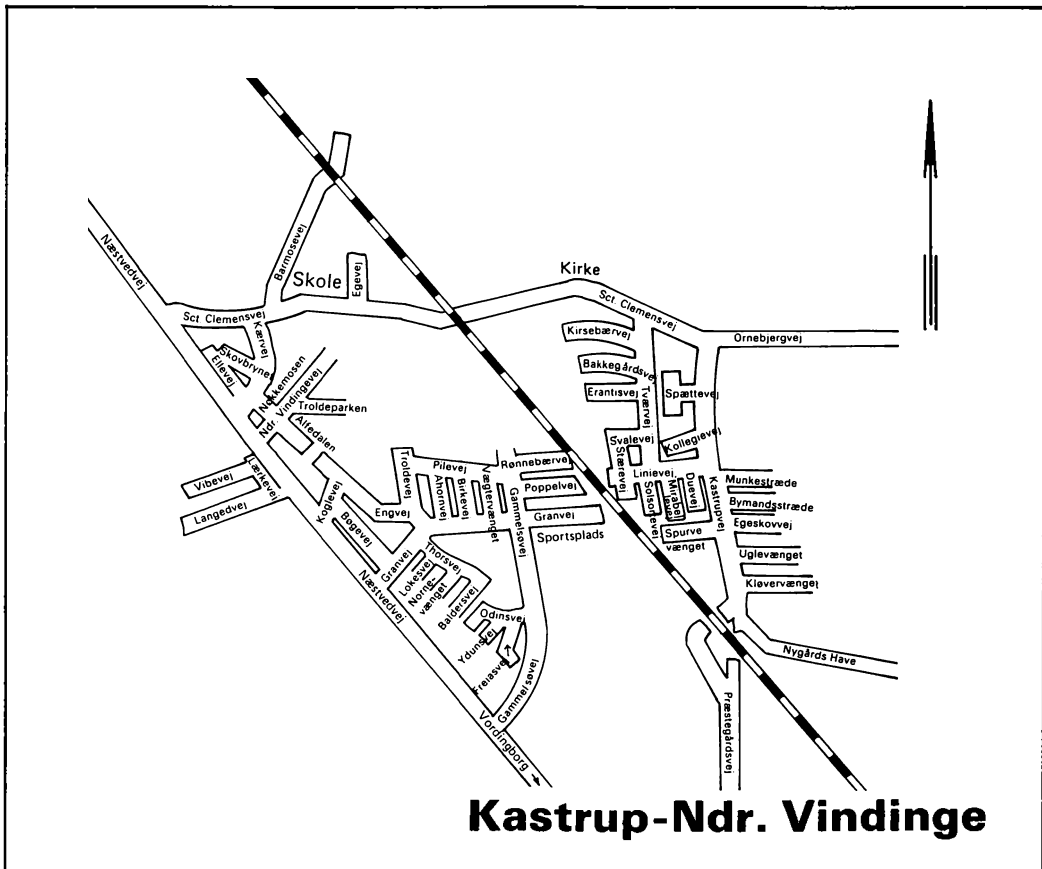 Næstvedvej
Barmosevej
Skole
Egevej
Kirke
Sct Clemensvej
Sct Clemensvej
Ornebjergvej
Kærvej
Skovbrynet
Ellevej
Nøkkemosen
Ndr. Vindingevej
Troldeparken
Alfedalen
Kirsebærvej
Bakkegårdsvej
Erantisvej
Tværvej
Spættevej
Kollegievej
Svalevej
Stærevej
Linievej
Solsortevej
Duevej
Kastrupvej
Munkestræde
Bymandsstræde
Egeskovvej
Spurve
vænget
Uglevænget
Kløvervænget
Lærkevej
Vibevej
Langedvej
Koglevej
Bøgevej
Engvej
Troldevej
Pilevej
Ahornvej
Birkevej
Vægtervænget
Gammelsøvej
Rønnebærvej
Poppelvej
Granvej
Sportsplads
Granvej
Lokesvej
Thorsvej
Norne-
vænget
Baldersvej
Odinsvej
Ydunsvej
Freiasvej
Gammelsøvej
Næstvedvej
Vordingborg
Nygårds Have
Præstegårdsvej
Kastrup-Ndr. Vindinge